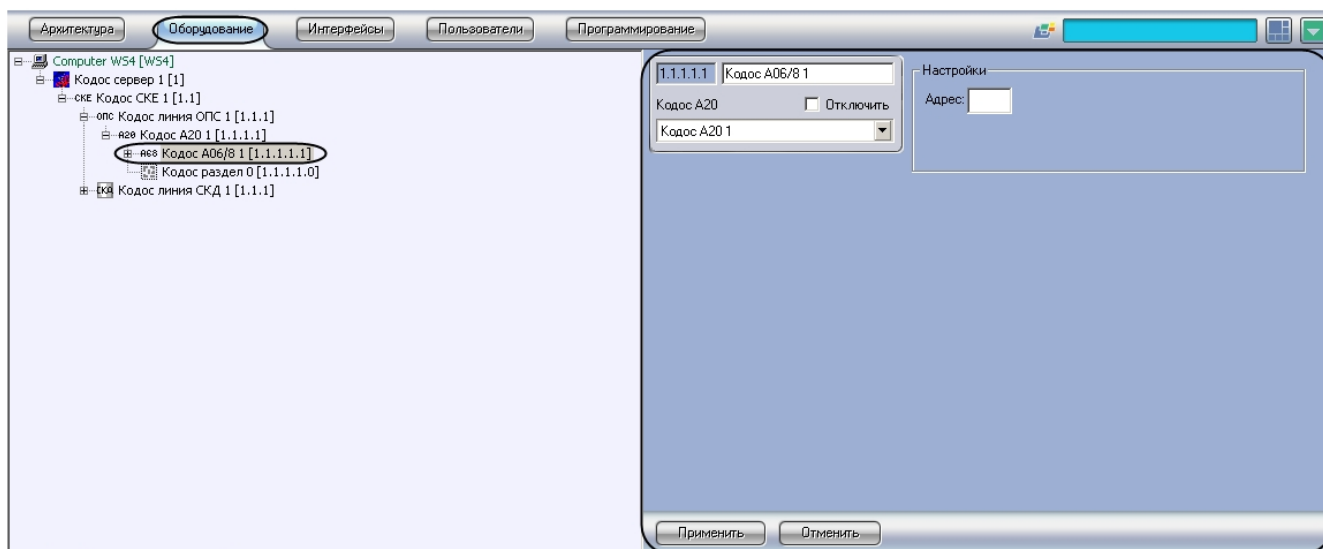 Архитектура Оборудование Интерфейсы Пользователи Программирование
Computer WS4 [WS4]
Кодос сервер 1 [1]
СКЕ Кодос СКЕ 1 [1.1]
ОПС Кодос линия ОПС 1 [1.1.1]
А20 Кодос А20 1 [1.1.1.1]
А68 Кодос А06/8 1 [1.1.1.1.1]
Кодос раздел 0 [1.1.1.1.0]
СКД Кодос линия СКД 1 [1.1.1]
1.1.1.1.1 Кодос А06/8 1
Кодос А20 Отключить
Кодос А20 1
Настройки
Адрес:
Применить Отменить